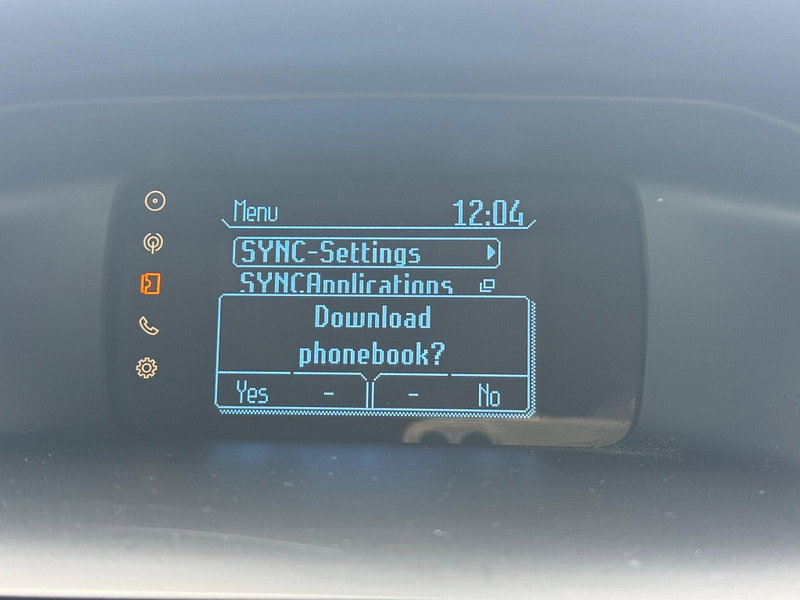 Menu 12:04
SYNC-Settings
SYNCApplications
Download
phonebook?
Yes - - No